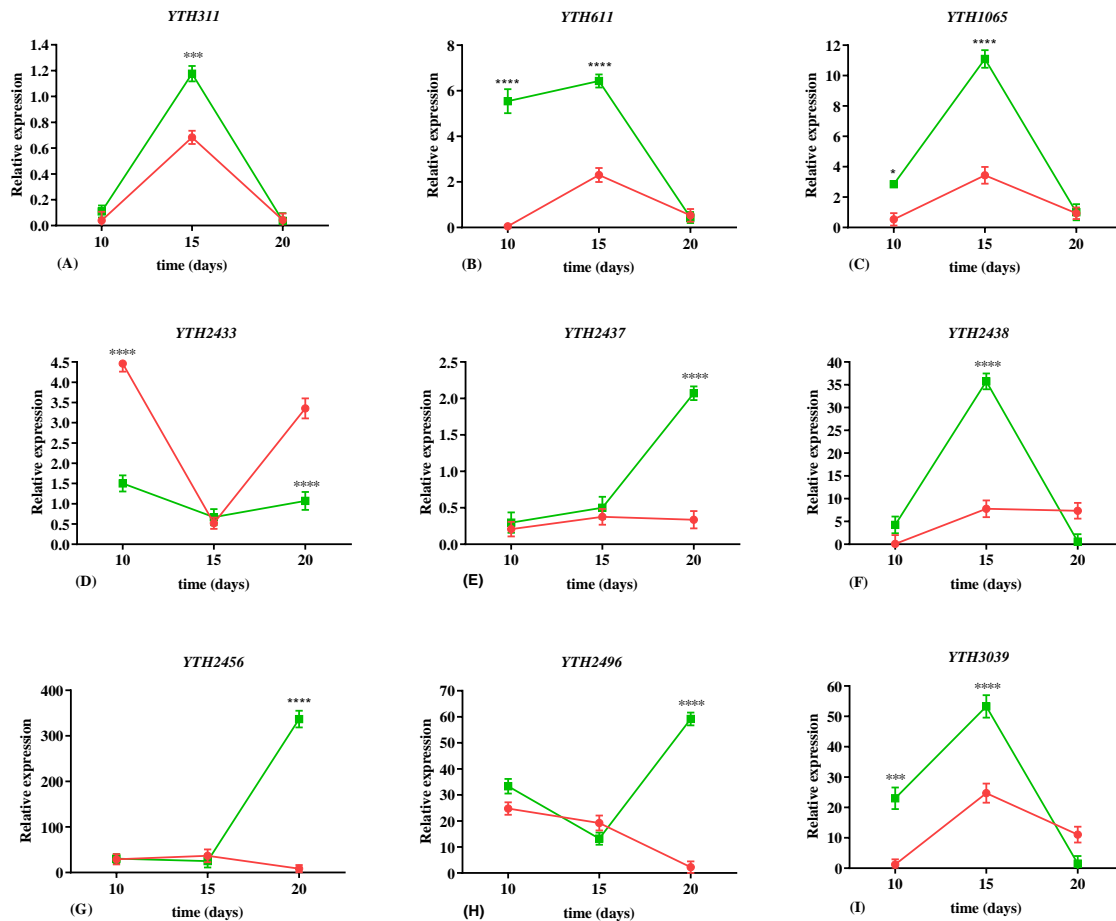 YTH311
Relative expression
1.4
1.2
1.0
0.8
0.6
0.4
0.2
0.0
***
10 15 20
time (days)
(A)
YTH611
Relative expression
8
6
4
2
0
**** ****
10 15 20
time (days)
(B)
YTH1065
Relative expression
12
10
8
6
4
2
0
* ****
10 15 20
time (days)
(C)
YTH2433
Relative expression
4.5
4.0
3.5
3.0
2.5
2.0
1.5
1.0
0.5
0.0
**** ****
10 15 20
time (days)
(D)
YTH2437
Relative expression
2.5
2.0
1.5
1.0
0.5
0.0
****
10 15 20
time (days)
(E)
YTH2438
Relative expression
40
35
30
25
20
15
10
5
0
****
10 15 20
time (days)
(F)
YTH2456
Relative expression
400
300
200
100
0
****
10 15 20
time (days)
(G)
YTH2496
Relative expression
70
60
50
40
30
20
10
0
****
10 15 20
time (days)
(H)
YTH3039
Relative expression
60
50
40
30
20
10
0
*** ****
10 15 20
time (days)
(I)